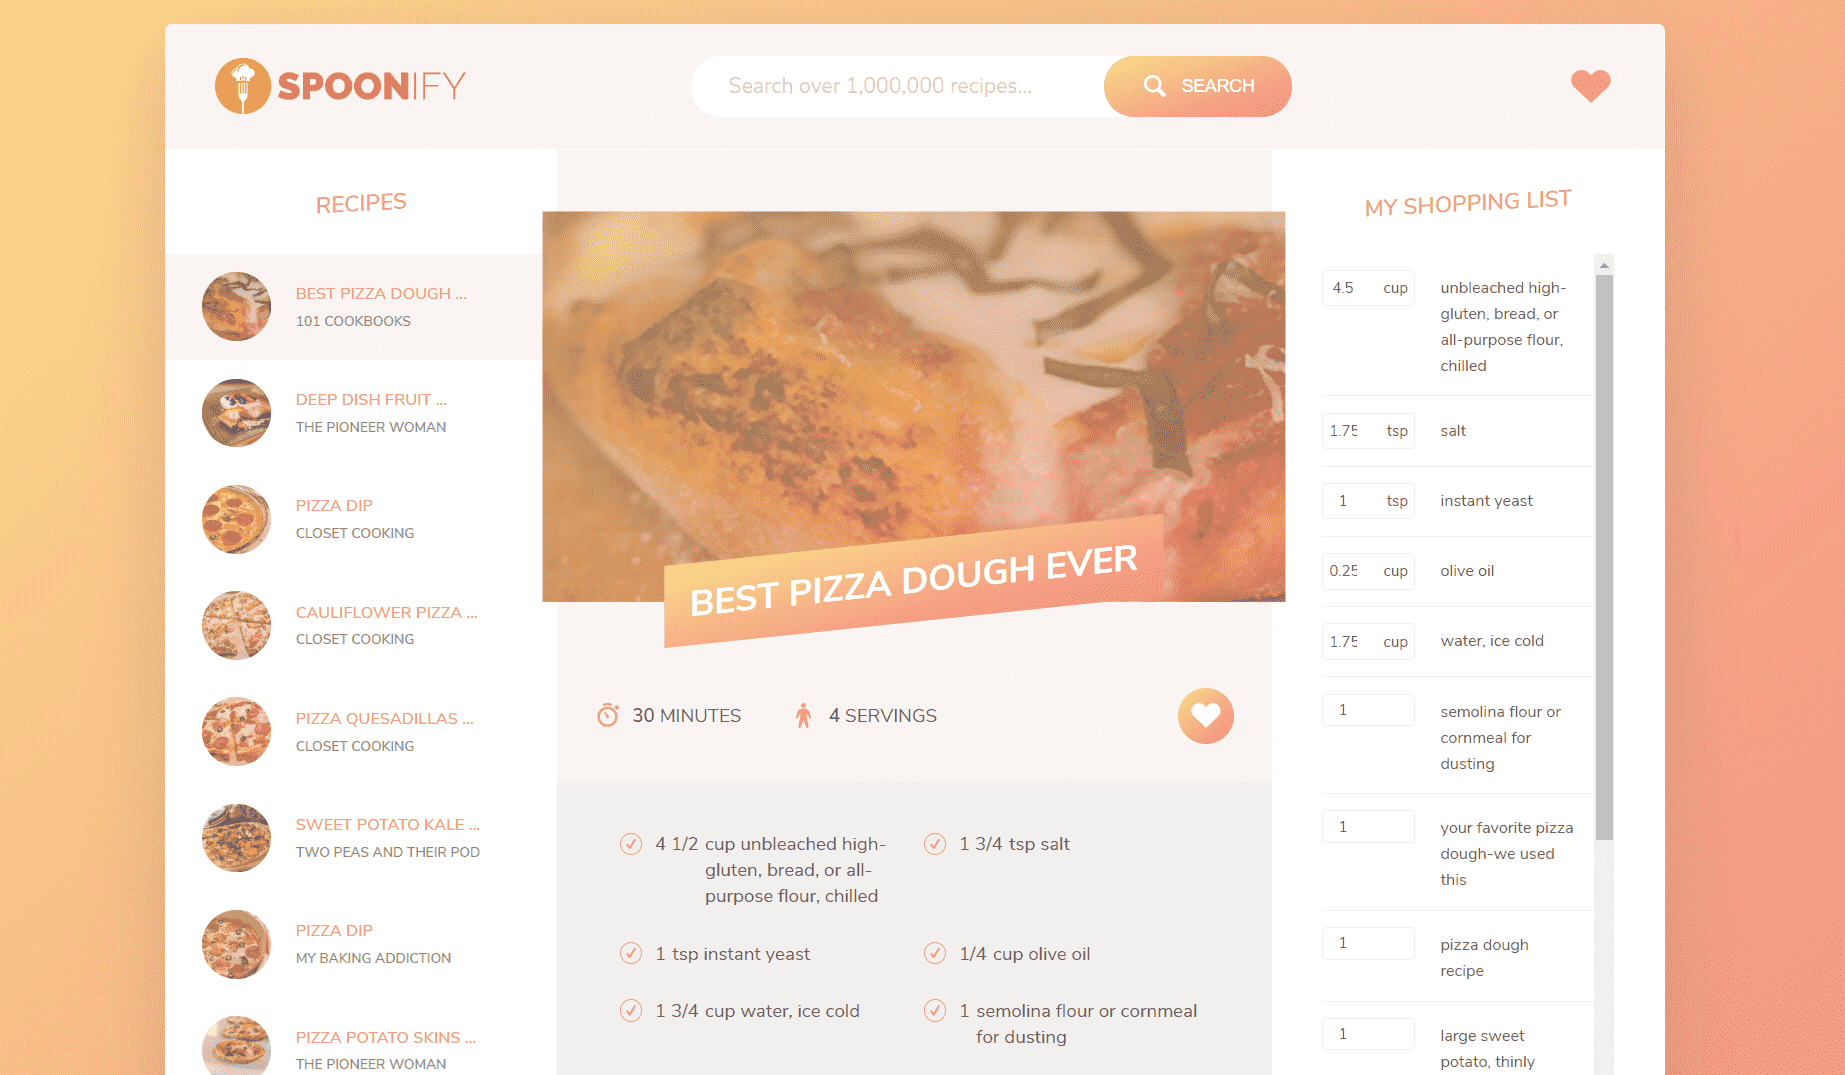 SPOONIFY
Search over 1,000,000 recipes...
SEARCH
RECIPES
BEST PIZZA DOUGH ...
101 COOKBOOKS
DEEP DISH FRUIT ...
THE PIONEER WOMAN
PIZZA DIP
CLOSET COOKING
CAULIFLOWER PIZZA ...
CLOSET COOKING
PIZZA QUESADILLAS ...
CLOSET COOKING
SWEET POTATO KALE ...
TWO PEAS AND THEIR POD
PIZZA DIP
MY BAKING ADDICTION
PIZZA POTATO SKINS ...
THE PIONEER WOMAN
BEST PIZZA DOUGH EVER
30 MINUTES
4 SERVINGS
4 1/2 cup unbleached high-
gluten, bread, or all-
purpose flour, chilled
1 3/4 tsp salt
1 tsp instant yeast
1/4 cup olive oil
1 3/4 cup water, ice cold
1 semolina flour or cornmeal
for dusting
MY SHOPPING LIST
4.5 cup unbleached high-
gluten, bread, or
all-purpose flour,
chilled
1.75 tsp salt
1 tsp instant yeast
0.25 cup olive oil
1.75 cup water, ice cold
1 semolina flour or
cornmeal for
dusting
1 your favorite pizza
dough-we used
this
1 pizza dough
recipe
1 large sweet
potato, thinly